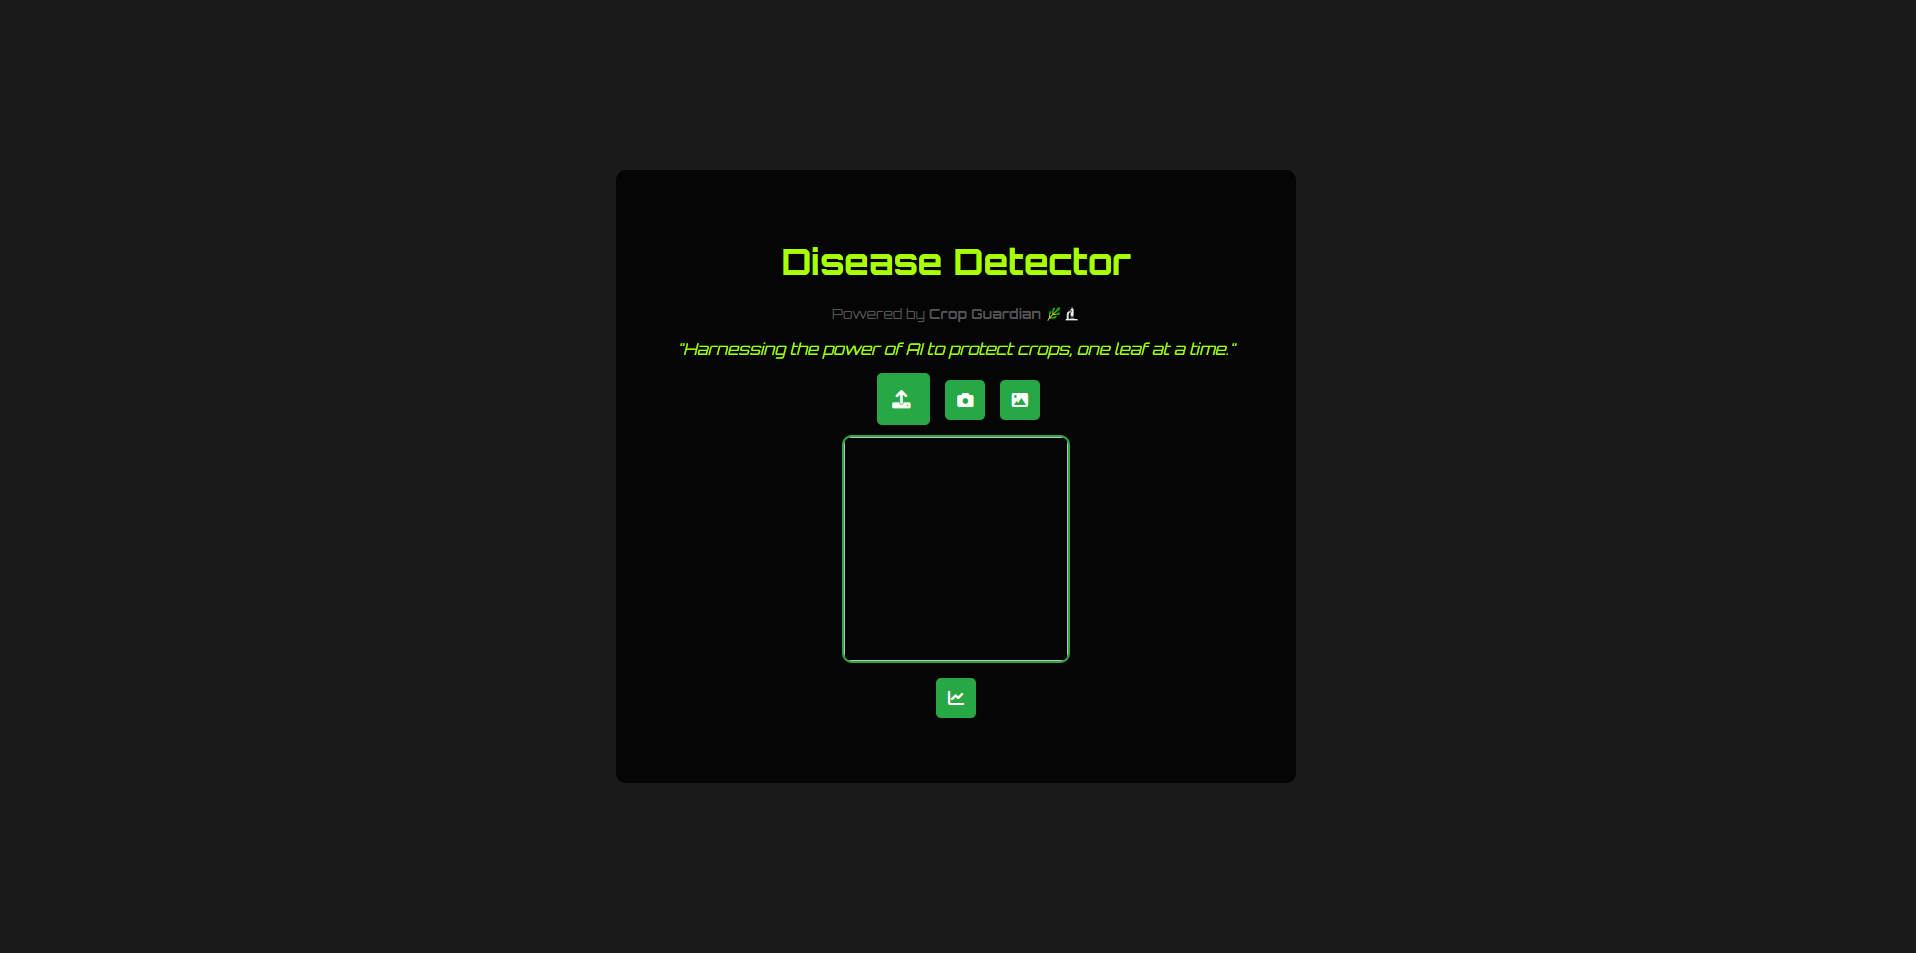 Disease Detector
Powered by Crop Guardian 🌿🔬
"Harnessing the power of AI to protect crops, one leaf at a time."